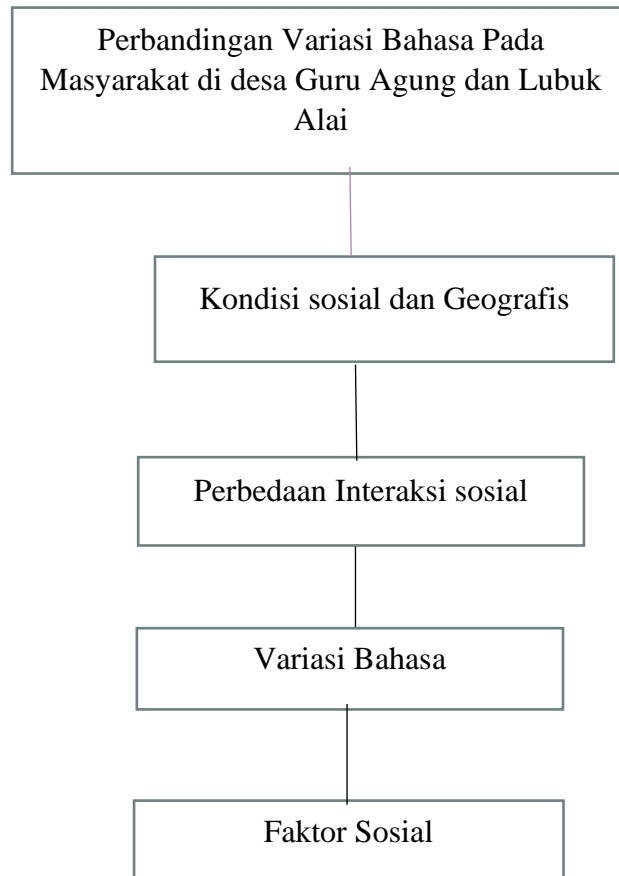 Perbandingan Variasi Bahasa Pada
Masyarakat di desa Guru Agung dan Lubuk
Alai
Kondisi sosial dan Geografis
Perbedaan Interaksi sosial
Variasi Bahasa
Faktor Sosial